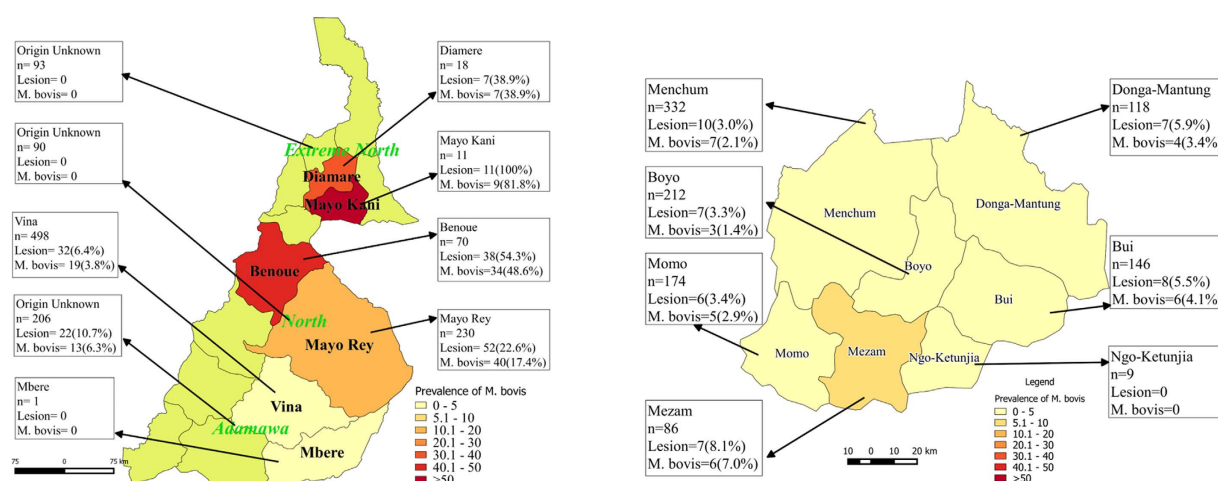 Origin Unknown
n= 93
Lesion= 0
M. bovis= 0
Origin Unknown
n= 90
Lesion= 0
M. bovis= 0
Vina
n= 498
Lesion= 32(6.4%)
M. bovis= 19(3.8%)
Origin Unknown
n= 206
Lesion= 22(10.7%)
M. bovis= 13(6.3%)
Mbere
n= 1
Lesion= 0
M. bovis= 0
75 0 75 km
Extreme North
Diamare
Mayo Kani
Benoue
North
Mayo Rey
Vina
Adamawa
Mbere
Diamere
n= 18
Lesion= 7(38.9%)
M. bovis= 7(38.9%)
Mayo Kani
n= 11
Lesion= 11(100%)
M. bovis= 9(81.8%)
Benoue
n= 70
Lesion= 38(54.3%)
M. bovis=34(48.6%)
Mayo Rey
n= 230
Lesion= 52(22.6%)
M. bovis= 40(17.4%)
Prevalence of M. bovis
0 - 5
5.1 - 10
10.1 - 20
20.1 - 30
30.1 - 40
40.1 - 50
>50
Menchum
n=332
Lesion=10(3.0%)
M. bovis=7(2.1%)
Boyo
n=212
Lesion=7(3.3%)
M. bovis=3(1.4%)
Momo
n=174
Lesion=6(3.4%)
M. bovis=5(2.9%)
Mezam
n=86
Lesion=7(8.1%)
M. bovis=6(7.0%)
Menchum
Donga-Mantung
Boyo
Bui
Momo
Mezam
Ngo-Ketunjia
10 0 10 20 km
Donga-Mantung
n=118
Lesion=7(5.9%)
M. bovis=4(3.4%
Bui
n=146
Lesion=8(5.5%)
M. bovis=6(4.1%
Ngo-Ketunjia
n=9
Lesion=0
M. bovis=0
Legend
Prevalence of M. bovis
0 - 5
5.1 - 10
10.1 - 20
20.1 - 30
30.1 - 40
40.1 - 50
>50